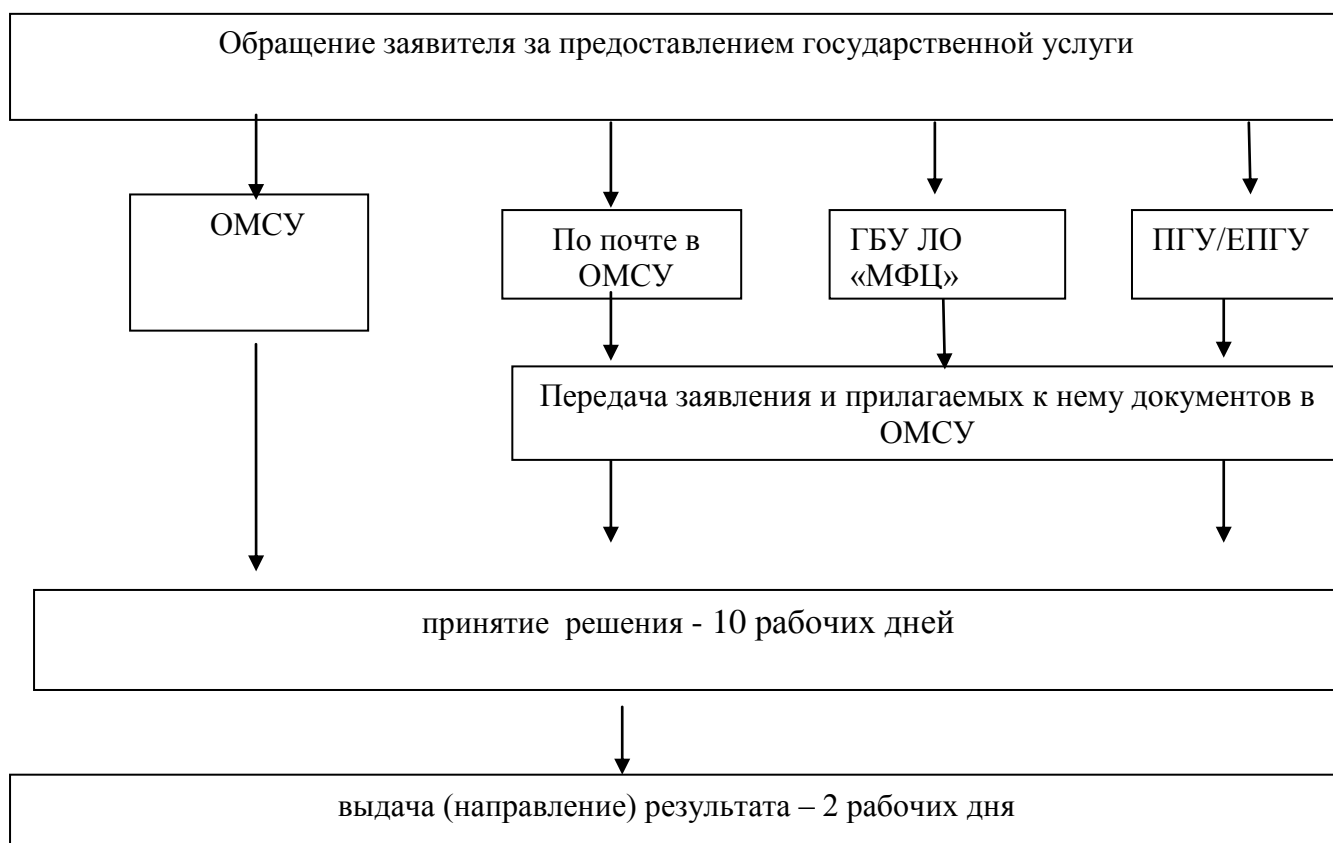 Обращение заявителя за предоставлением государственной услуги
ОМСУ
По почте в
ОМСУ
ГБУ ЛО
«МФЦ»
ПГУ/ЕПГУ
Передача заявления и прилагаемых к нему документов в
ОМСУ
принятие решения - 10 рабочих дней
выдача (направление) результата – 2 рабочих дня